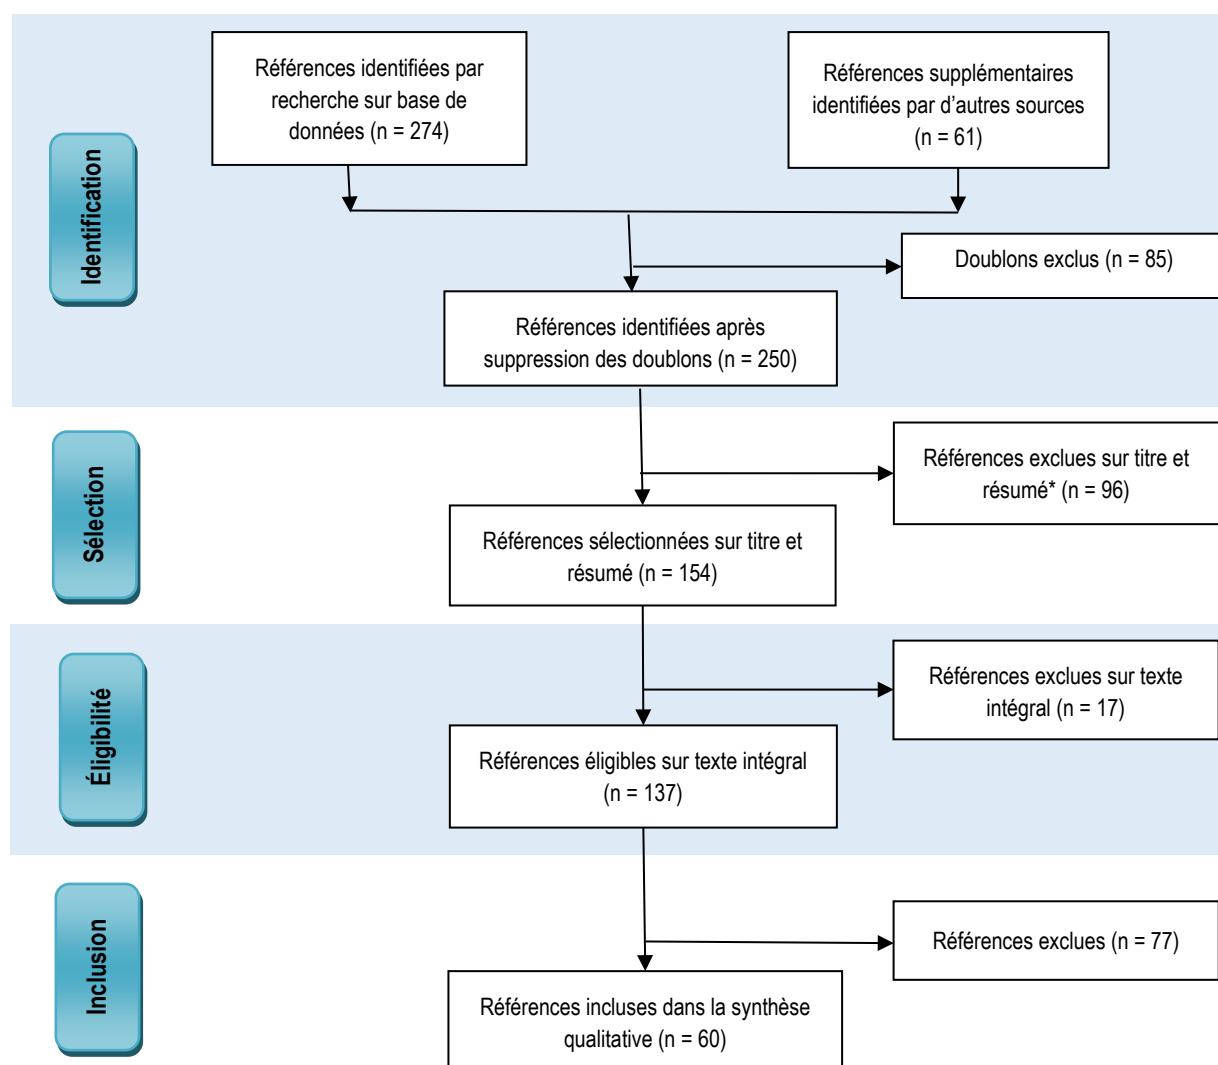 Références identifiées par
recherche sur base de
données (n = 274)
Références supplémentaires
identifiées par d'autres sources
(n = 61)
Identification
Doublons exclus (n = 85)
Références identifiées après
suppression des doublons (n = 250)
Sélection
Références exclues sur titre et
résumé* (n = 96)
Références sélectionnées sur titre et
résumé (n = 154)
Éligibilité
Références exclues sur texte
intégral (n = 17)
Références éligibles sur texte intégral
(n = 137)
Inclusion
Références exclues (n = 77)
Références incluses dans la synthèse
qualitative (n = 60)